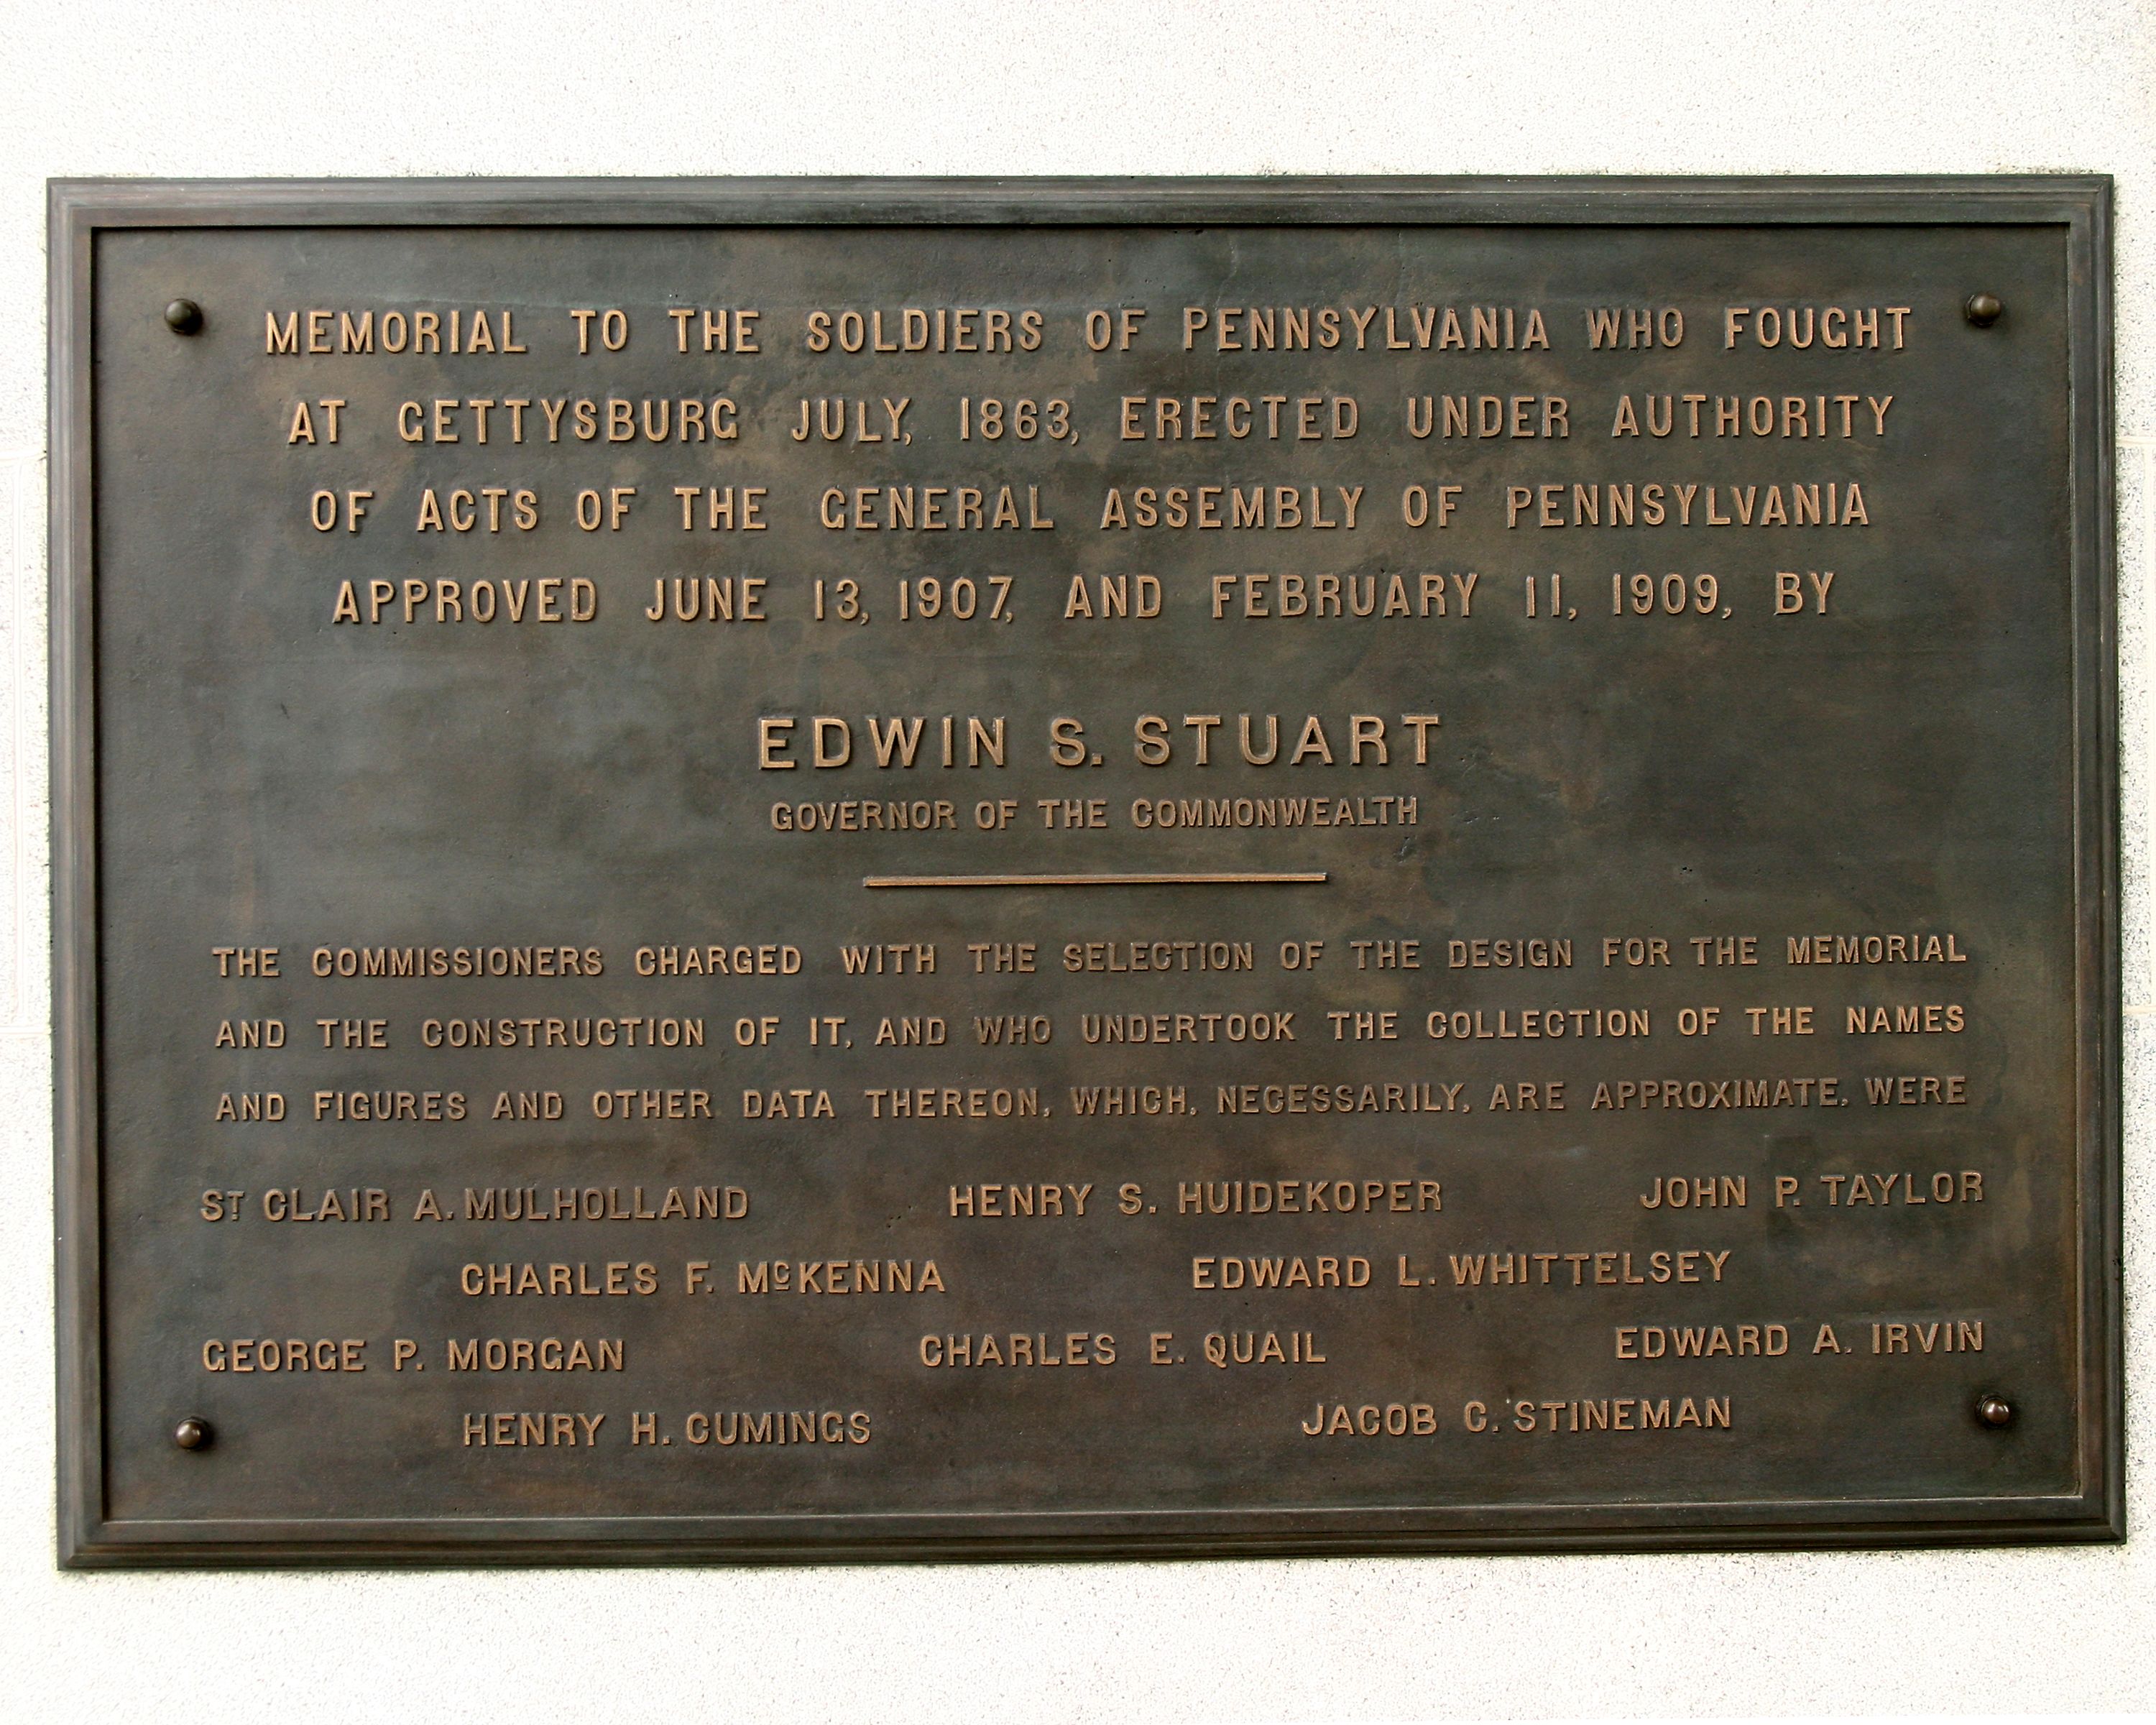 MEMORIAL TO THE SOLDIERS OF PENNSYLVANIA WHO FOUGHT
AT GETTYSBURG JULY, 1863, ERECTED UNDER AUTHORITY
OF ACTS OF THE GENERAL ASSEMBLY OF PENNSYLVANIA
APPROVED JUNE 13, 1907, AND FEBRUARY 11, 1909, BY
EDWIN S. STUART
GOVERNOR OF THE COMMONWEALTH
THE COMMISSIONERS CHARGED WITH THE SELECTION OF THE DESIGN FOR THE MEMORIAL
AND THE CONSTRUCTION OF IT, AND WHO UNDERTOOK THE COLLECTION OF THE NAMES
AND FIGURES AND OTHER DATA THEREON, WHICH, NECESSARILY, ARE APPROXIMATE, WERE
ST CLAIR A. MULHOLLAND HENRY S. HUIDEKOPER JOHN P. TAYLOR
CHARLES F. McKENNA EDWARD L. WHITTELSEY
GEORGE P. MORGAN CHARLES E. QUAIL EDWARD A. IRVIN
HENRY H. CUMINGS JACOB C. STINEMAN